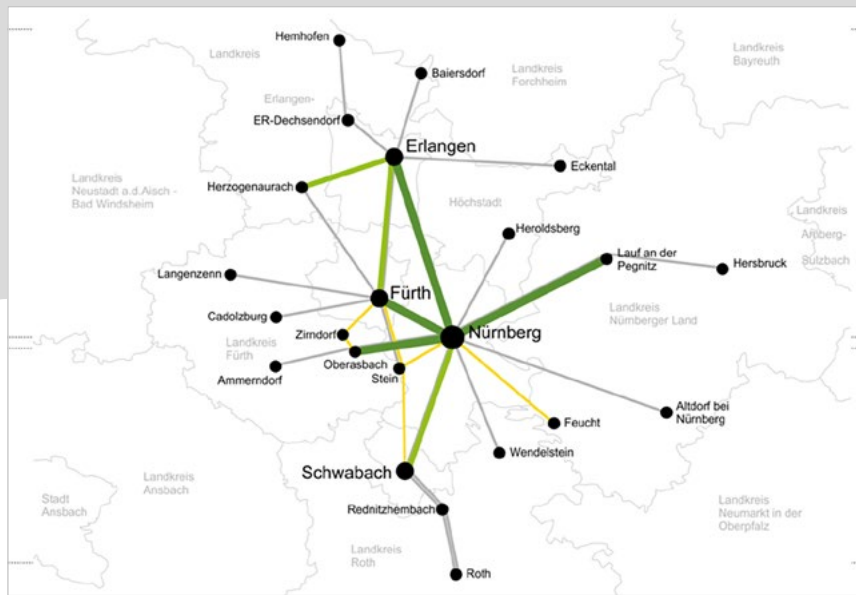 Hemhofen
Landkreis
Baiersdorf
Landkreis
Forchheim
Landkreis
Bayreuth
Erlangen-
ER-Dechsendorf
Erlangen
Eckental
Landkreis
Neustadt a.d.Aisch -
Bad Windsheim
Herzogenaurach
Höchstadt
Heroldsberg
Landkreis
Amberg-
Sulzbach
Lauf an der
Pegnitz
Hersbruck
Langenzenn
Fürth
Cadolzburg
Landkreis
Nürnberger Land
Zirndorf
Nürnberg
Landkreis
Fürth
Oberasbach
Ammerndorf
Stein
Altdorf bei
Nürnberg
Feucht
Wendelstein
Schwabach
Landkreis
Ansbach
Stadt
Ansbach
Rednitzhembach
Landkreis
Neumarkt in der
Oberpfalz
Landkreis
Roth
Roth